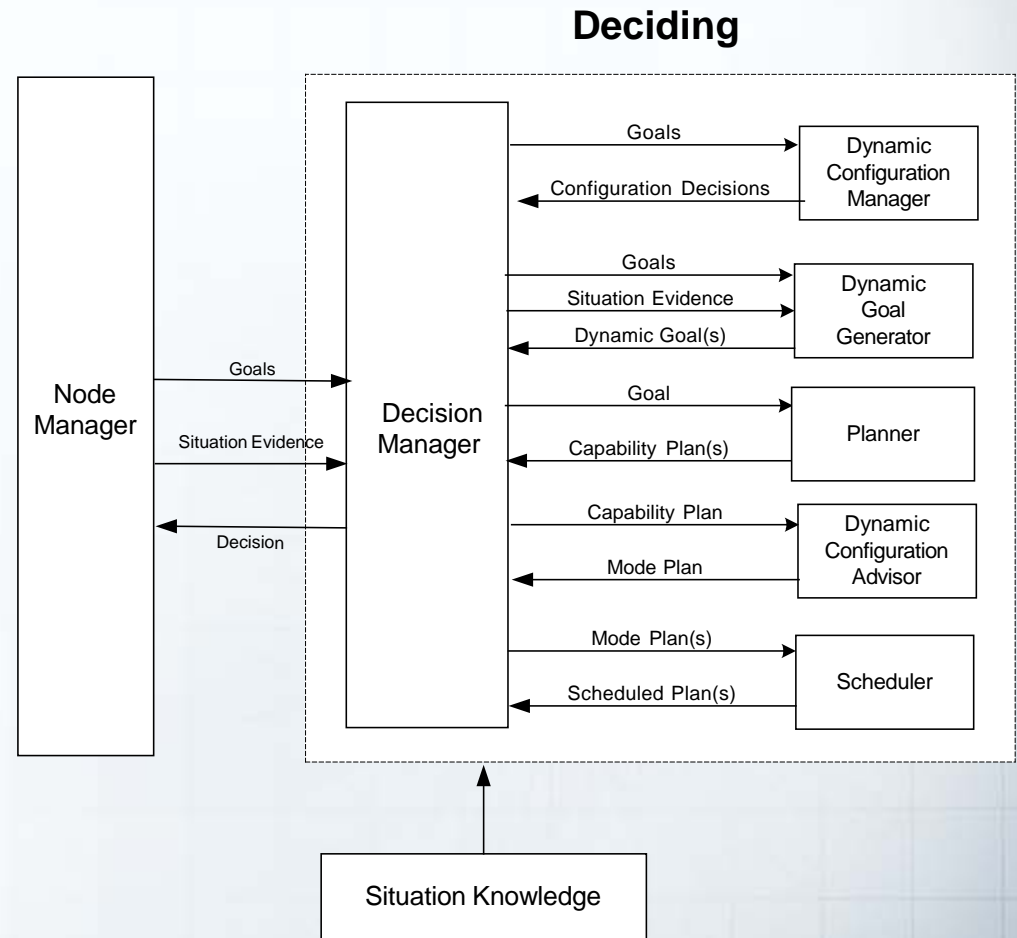 Deciding
Node
Manager
Goals
Situation Evidence
Decision
Decision
Manager
Goals
Configuration Decisions
Dynamic
Configuration
Manager
Goals
Situation Evidence
Dynamic Goal(s)
Dynamic
Goal
Generator
Goal
Capability Plan(s)
Planner
Capability Plan
Mode Plan
Dynamic
Configuration
Advisor
Mode Plan(s)
Scheduled Plan(s)
Scheduler
Situation Knowledge